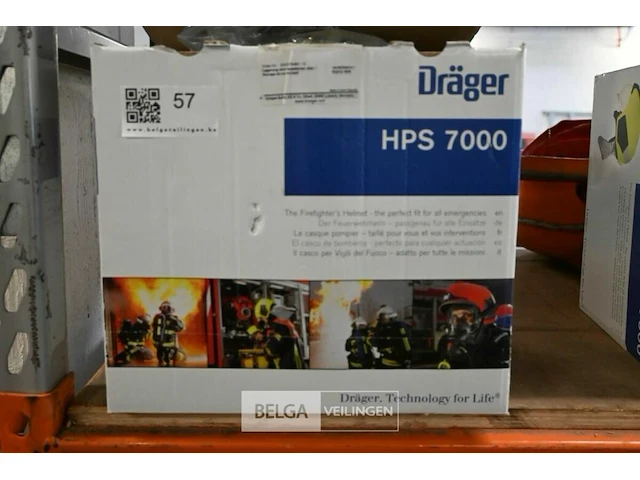 Dräger
57
www.belgaveilingen.be
HPS 7000
The Firefighter's Helmet - the perfect fit for all emergencies en
Der Feuerwehrhelm – passgenau für alle Einsätze de
Le casque pompier – taillé pour vous et vos interventions fr
El casco de bomberos - perfecto para cualquier actuación es
Il casco per Vigili del Fuoco – adatto per tutte le missioni it
Dräger. Technology for Life®
BELGA VEILINGEN